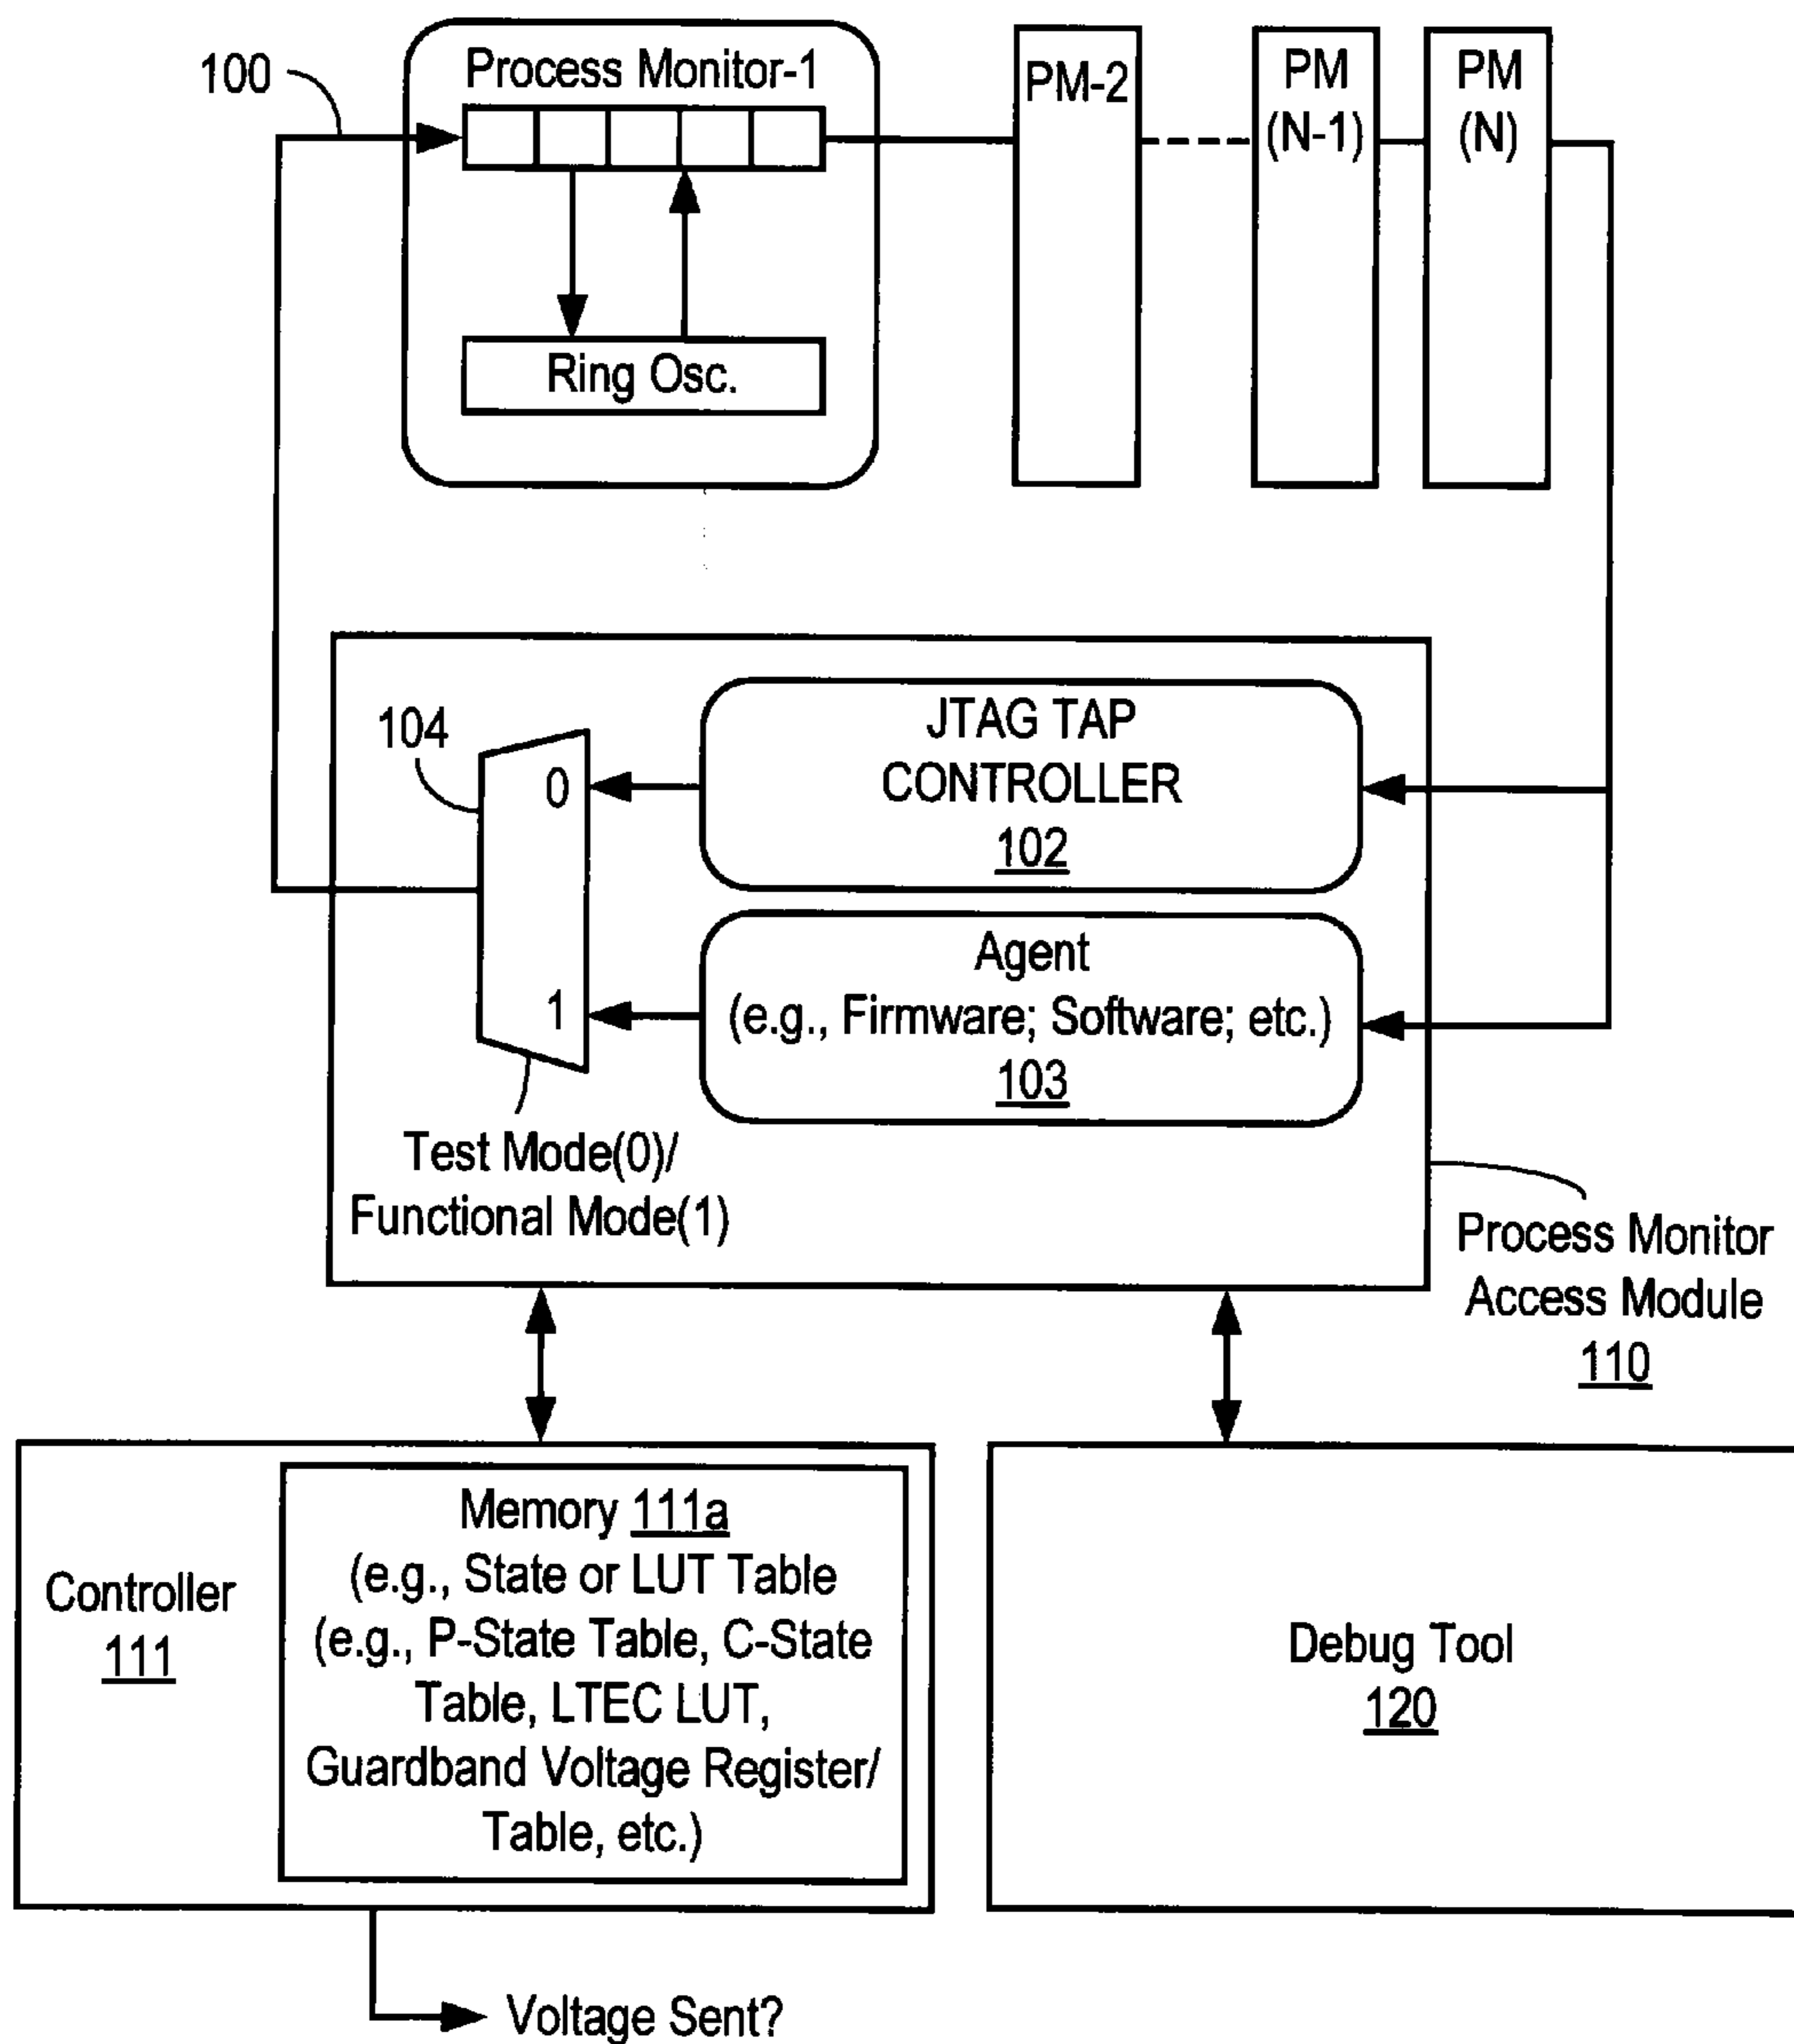 100
Process Monitor-1
PM-2
PM
(N-1)
PM
(N)
Ring Osc.
104
0
1
JTAG TAP
CONTROLLER
102
Agent
(e.g., Firmware; Software; etc.)
103
Test Mode(0)/
Functional Mode(1)
Process Monitor
Access Module
110
Controller
111
Memory 111a
(e.g., State or LUT Table
(e.g., P-State Table, C-State
Table, LTEC LUT,
Guardband Voltage Register/
Table, etc.)
Debug Tool
120
Voltage Sent?